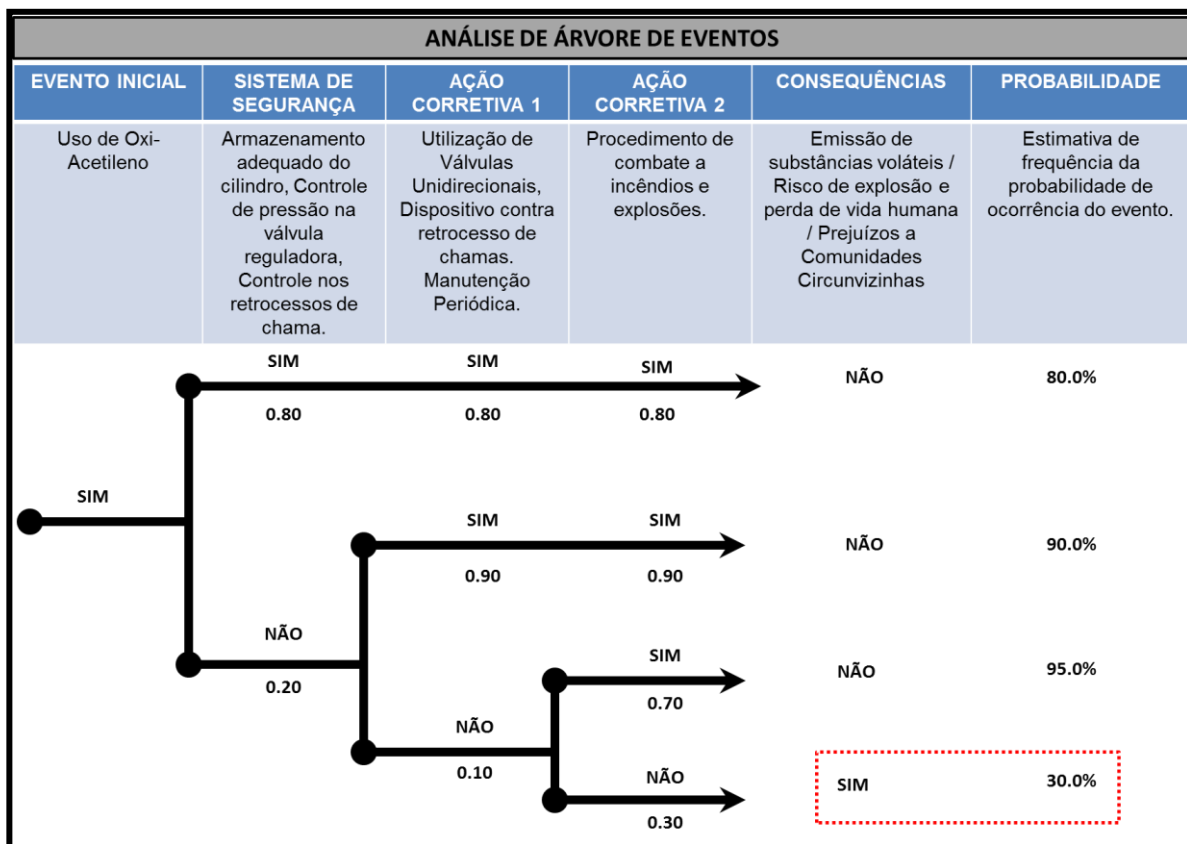 ANÁLISE DE ÁRVORE DE EVENTOS
EVENTO INICIAL
SISTEMA DE
SEGURANÇA
AÇÃO
CORRETIVA 1
AÇÃO
CORRETIVA 2
CONSEQUÊNCIAS
PROBABILIDADE
Uso de Oxi-
Acetileno
Armazenamento
adequado do
cilindro, Controle
de pressão na
válvula
reguladora,
Controle nos
retrocessos de
chama.
Utilização de
Válvulas
Unidirecionais,
Dispositivo contra
retrocesso de
chamas.
Manutenção
Periódica.
Procedimento de
combate a
incêndios e
explosões.
Emissão de
substâncias voláteis /
Risco de explosão e
perda de vida humana
/ Prejuízos a
Comunidades
Circunvizinhas
Estimativa de
frequência da
probabilidade de
ocorrência do evento.
SIM
SIM
SIM
NÃO
80.0%
0.80
0.80
0.80
SIM
SIM
SIM
NÃO
90.0%
0.90
0.90
NÃO
0.20
SIM
NÃO
95.0%
0.70
NÃO
0.10
NÃO
SIM
30.0%
0.30